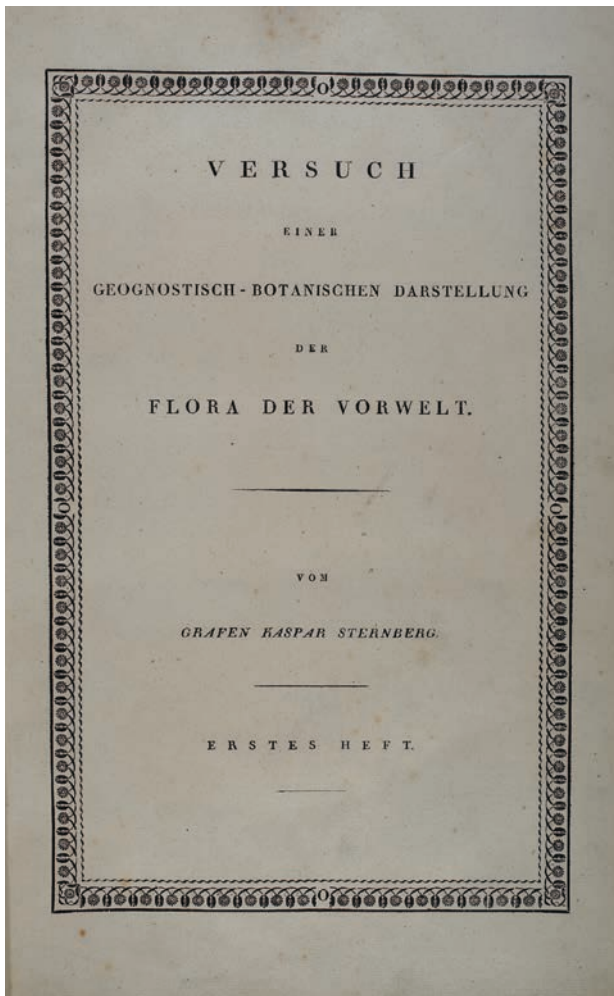 VERSUCH
EINER
GEOGNOSTISCH-BOTANISCHEN DARSTELLUNG
DER
FLORA DER VORWELT.
VOM
GRAFEN KASPAR STERNBERG.
ERSTES HEFT.